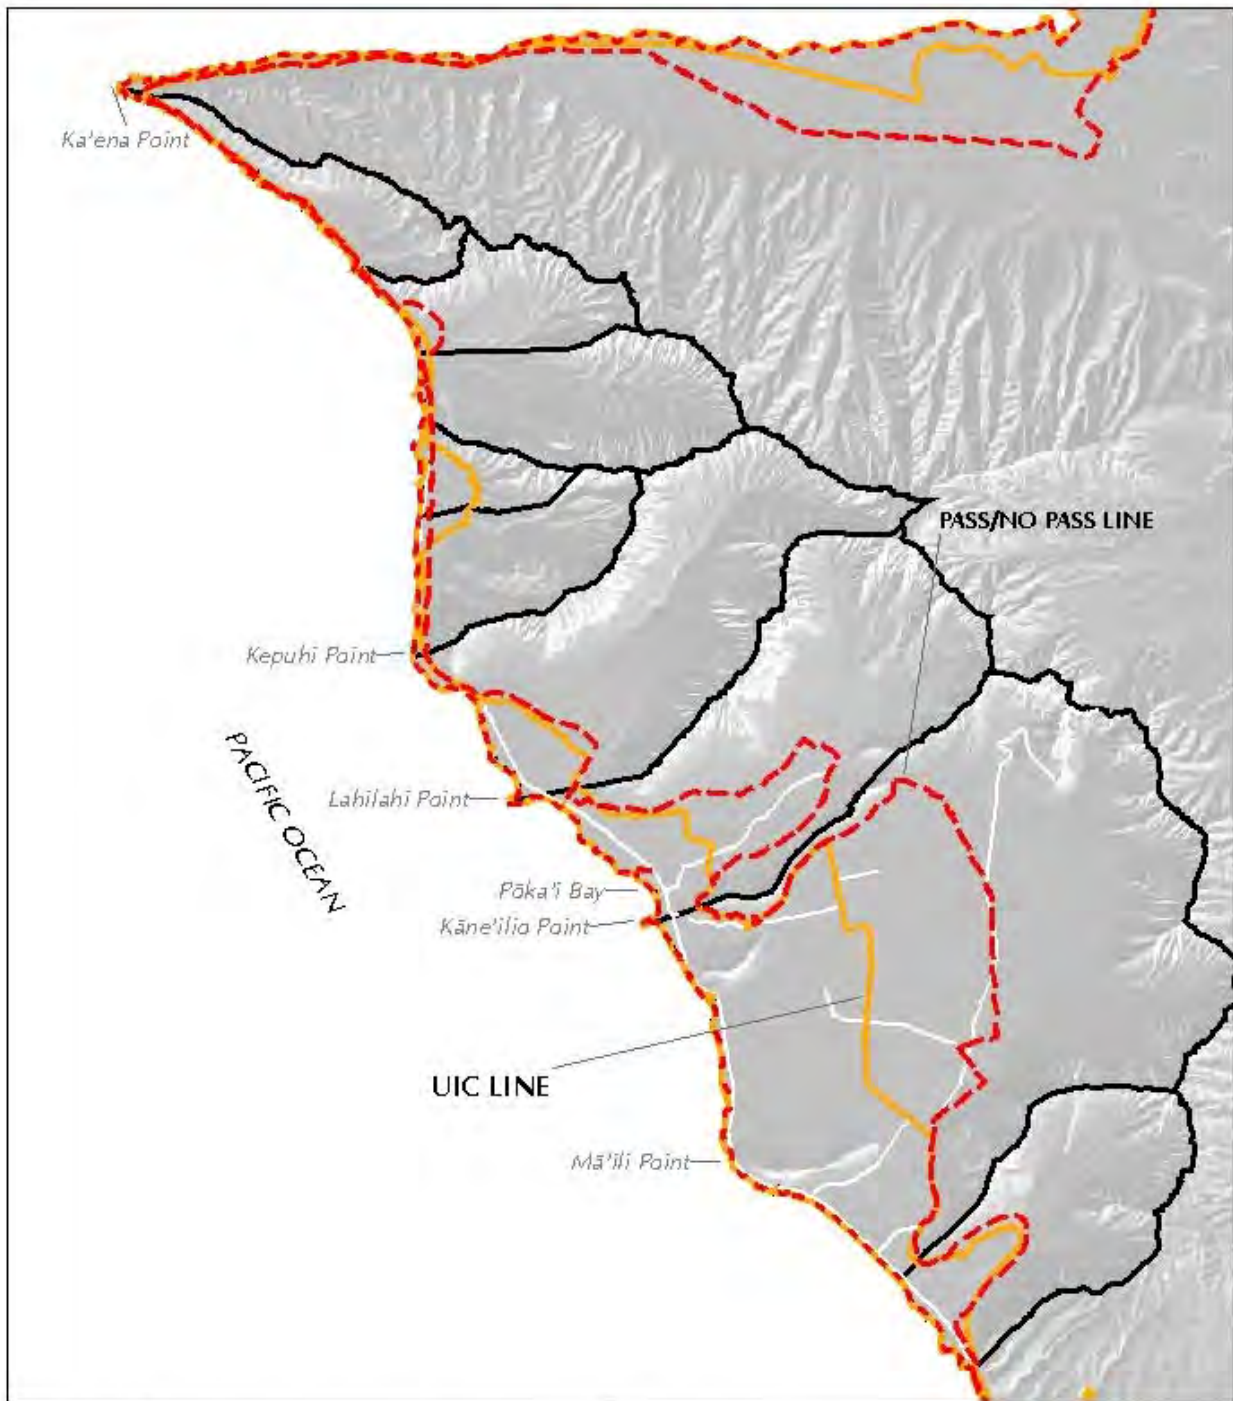 Ka'ena Point
PASS/NO PASS LINE
Kepuhi Point
PACIFIC OCEAN
Lahilahi Point
Pōka'ī Bay
Kāne'ilio Point
UIC LINE
Mā'ili Point